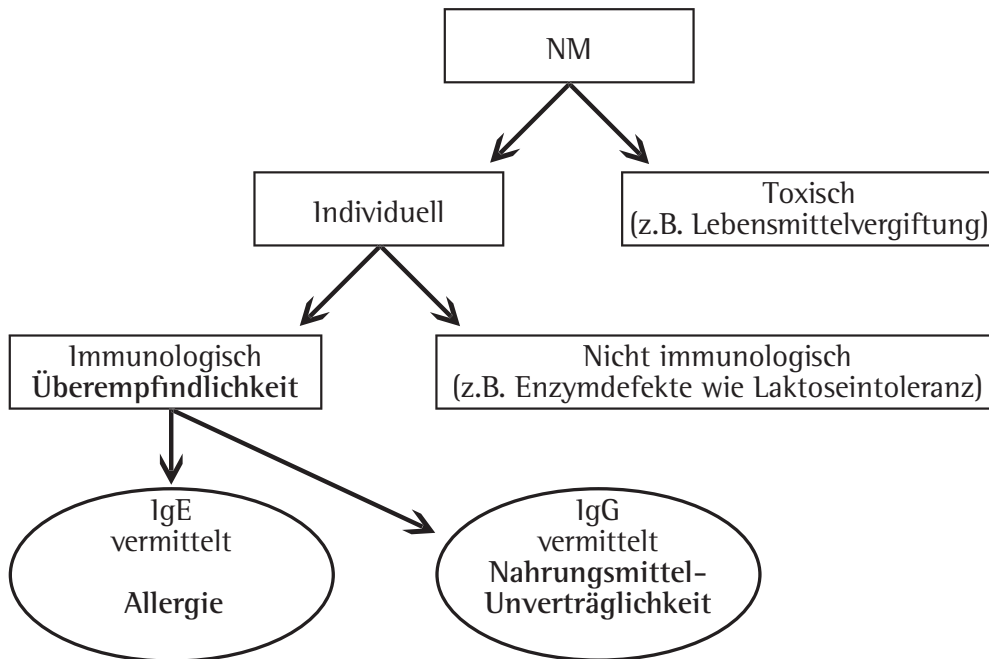 NM
Individuell
Toxisch
(z.B. Lebensmittelvergiftung)
Immunologisch
Überempfindlichkeit
Nicht immunologisch
(z.B. Enzymdefekte wie Laktoseintoleranz)
IgE
vermittelt
Allergie
IgG
vermittelt
Nahrungsmittel-
Unverträglichkeit